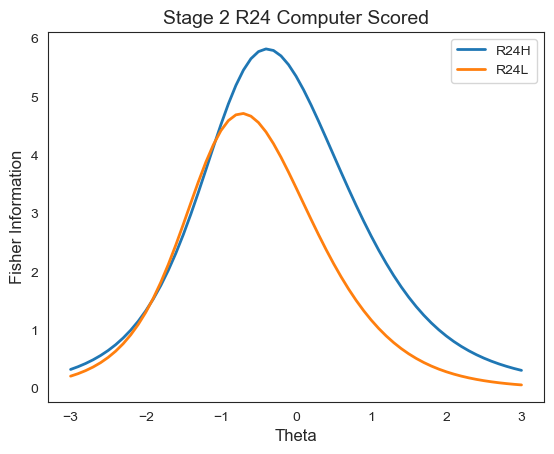 Stage 2 R24 Computer Scored
R24H
R24L
Fisher Information
6
5
4
3
2
1
0
−3
−2
−1
0
1
2
3
Theta